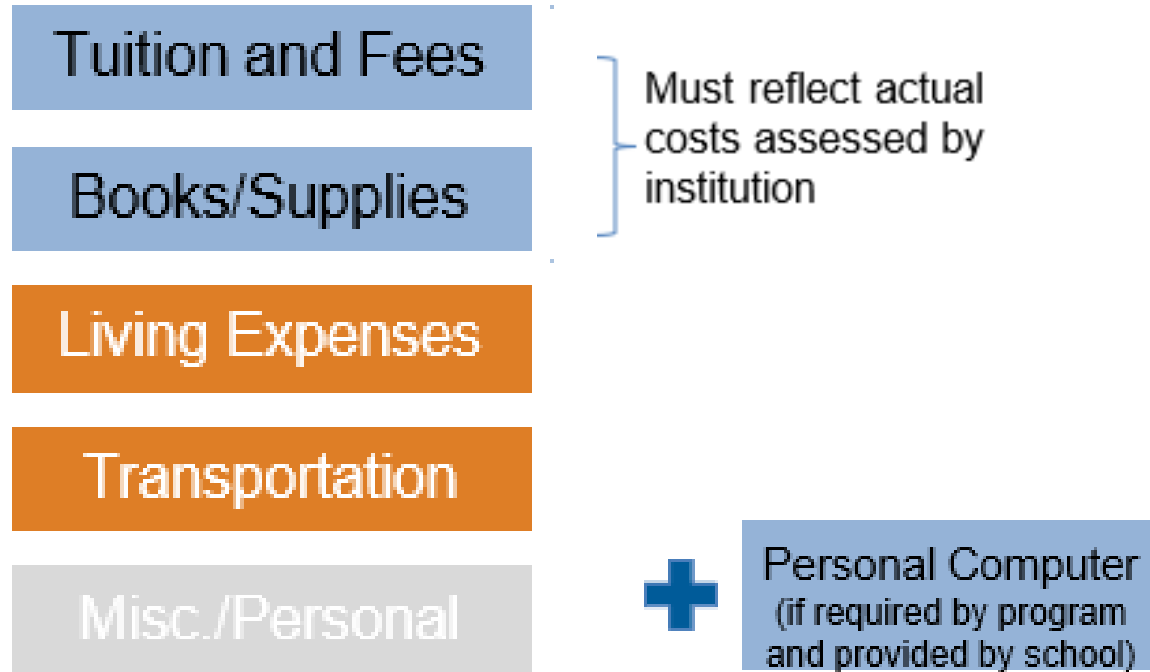 Tuition and Fees
Must reflect actual
costs assessed by
institution
Books/Supplies
Living Expenses
Transportation
Misc./Personal
Personal Computer
(if required by program
and provided by school)